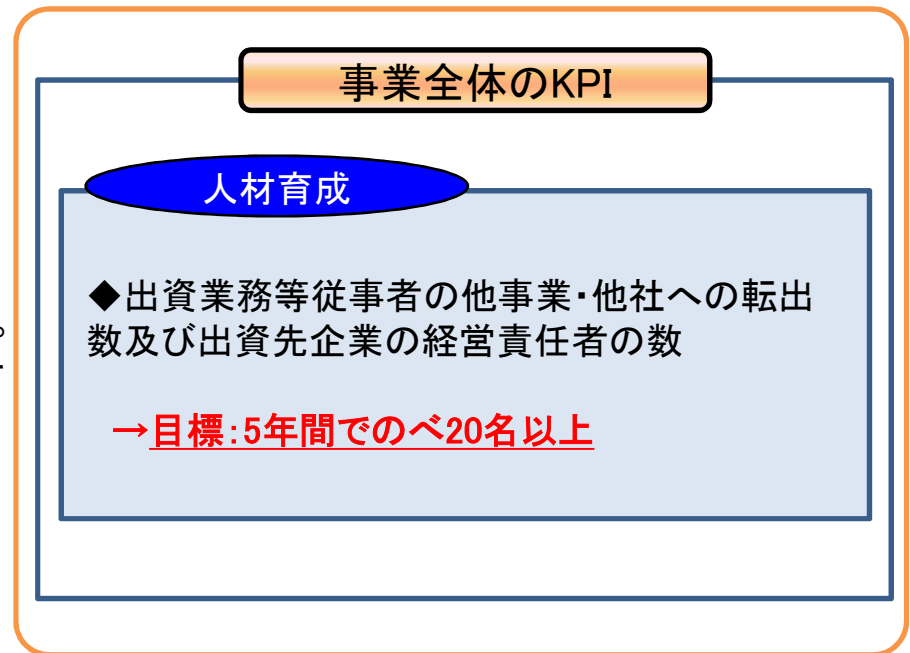 事業全体のKPI
人材育成
◆出資業務等従事者の他事業・他社への転出
数及び出資先企業の経営責任者の数
→目標：5年間でのべ20名以上
。